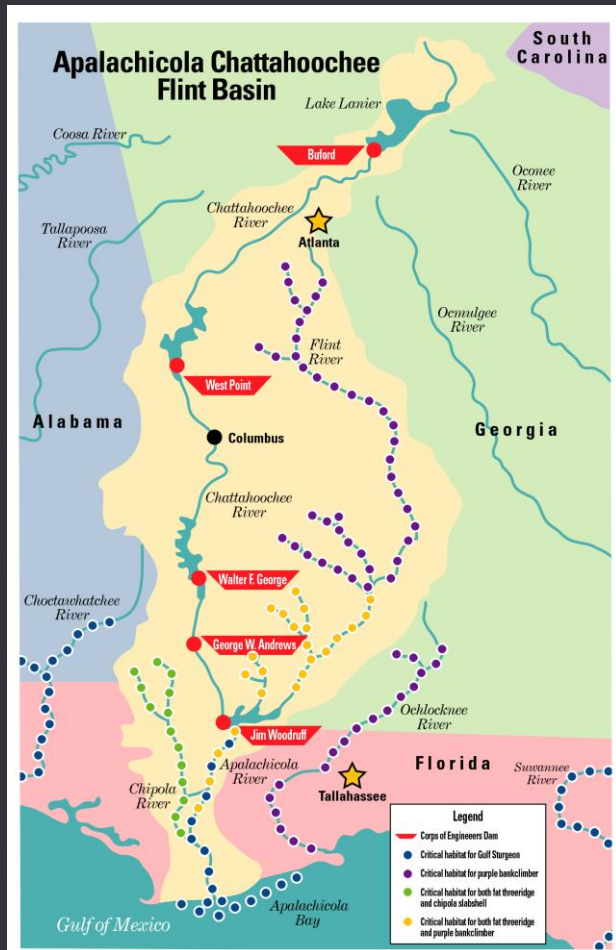 Apalachicola Chattahoochee
Flint Basin
South
Carolina
Lake Lanier
Coosa River
Buford
Oconee
River
Chattahoochee
River
Tallapoosa
River
Atlanta
Ocmulgee
River
Flint
River
West Point
Alabama
Georgia
Columbus
Chattahoochee
River
Walter F. George
Choctawhatchee
River
George W. Andrews
Ochlocknee
River
Jim Woodruff
Apalachicola
River
Florida
Chipola
River
Suwannee
River
Tallahassee
Legend
Corps of Engineeers Dam
Critical habitat for Gulf Sturgeon
Critical habitat for purple bankclimber
Critical habitat for both fat threeridge
and chipola slabshell
Critical habitat for both fat threeridge
and purple bankclimber
Apalachicola
Bay
Gulf of Mexico